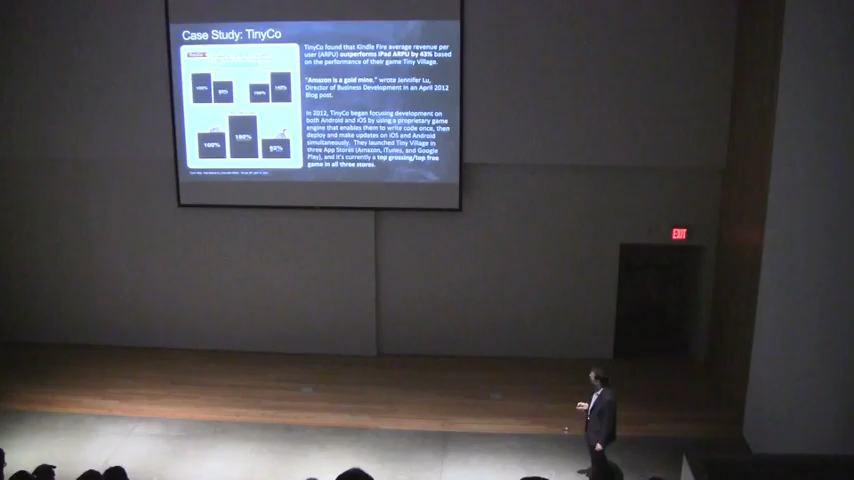 Case Study: TinyCo
TinyCo found that Kindle Fire average revenue per
user (ARPU) outperforms iPad ARPU by 43% based
on the performance of their game Tiny Village.
"Amazon is a gold mine," wrote Jennifer Lu,
Director of Business Development in an April 2012
Blog post.
In 2012, TinyCo began focusing development on
both Android and iOS by using a proprietary game
engine that enables them to write code once, then
deploy and make updates on iOS and Android
simultaneously. They launched Tiny Village in
three App Stores (Amazon, iTunes, and Google
Play), and it's currently a top grossing/top free
game in all three stores.
100%
100%
100%
EXIT